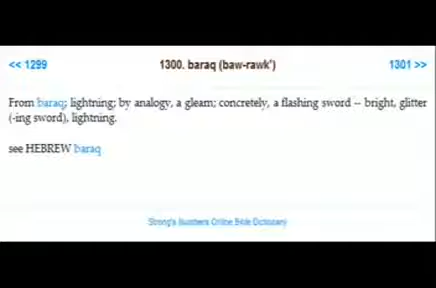 << 1299 1300. baraq (baw-rawk') 1301 >>
From baraq; lightning; by analogy, a gleam; concretely, a flashing sword -- bright, glitter
(-ing sword), lightning.
see HEBREW baraq
Strong's Numbers Online Bible Dictionary